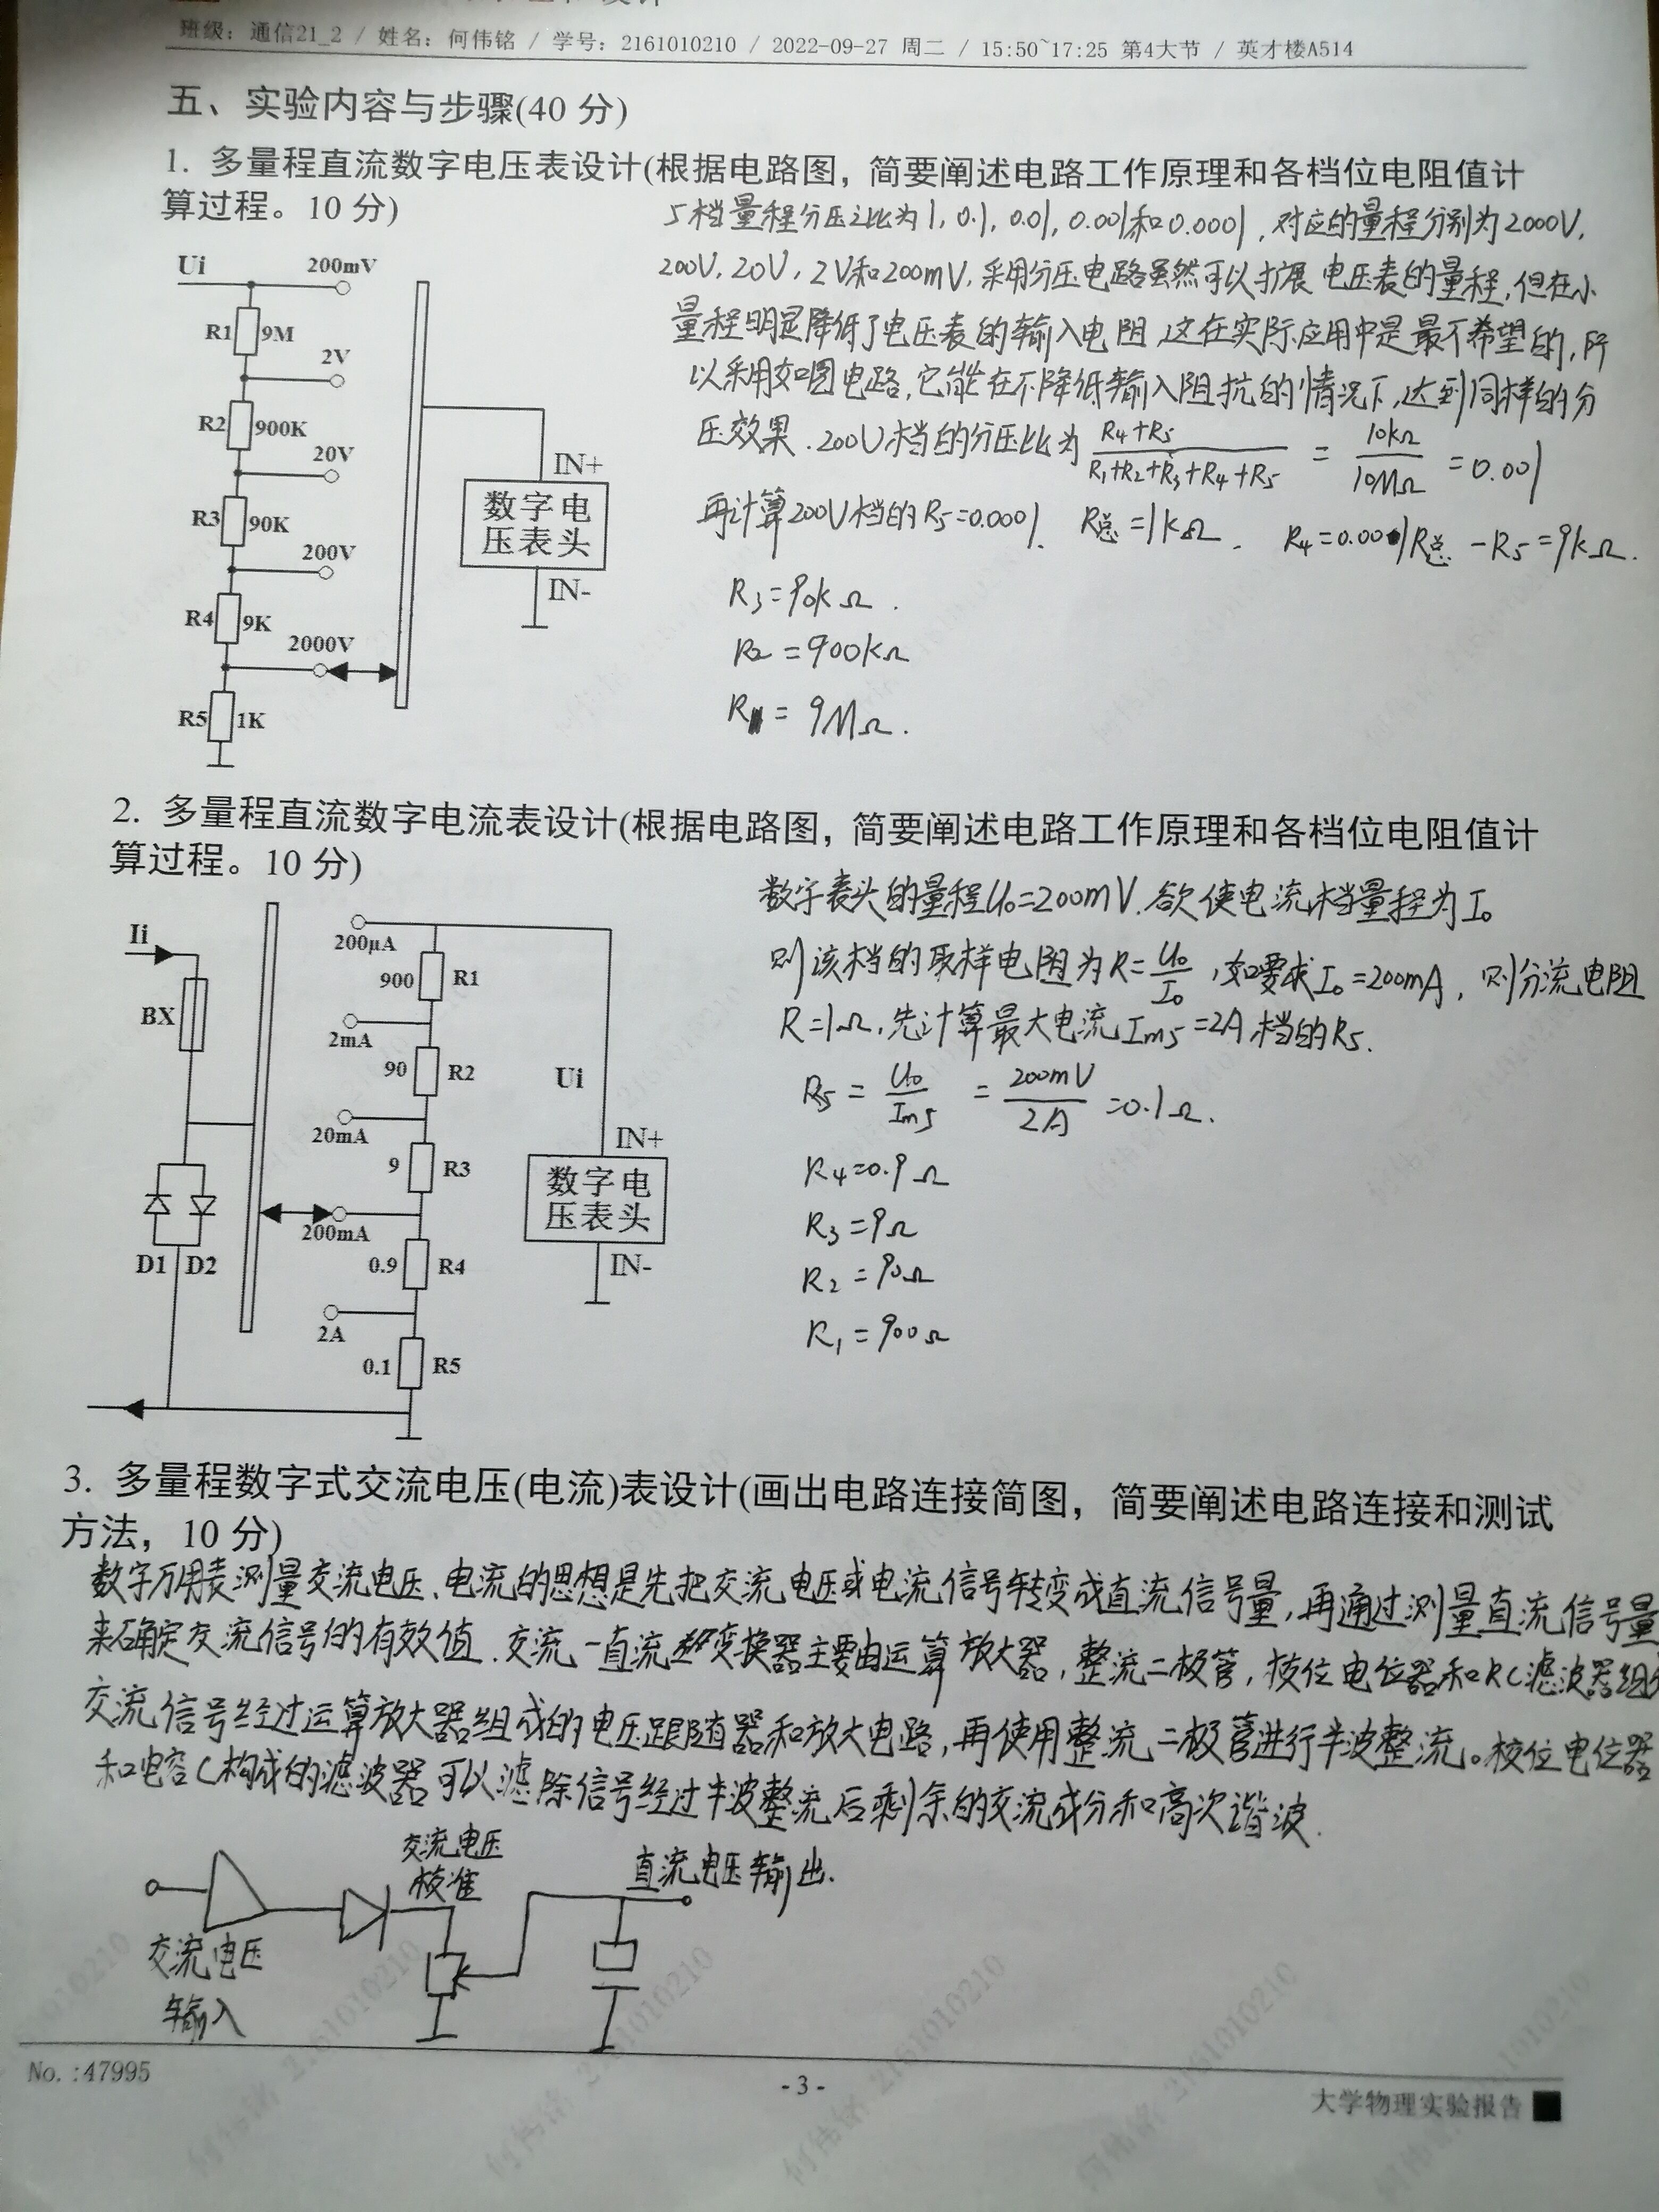 班级：通信21_2 / 姓名：何伟铭 / 学号：2161010210 / 2022-09-27 周二 / 15:50~17:25 第4大节 / 英才楼A514
五、实验内容与步骤(40 分)
1. 多量程直流数字电压表设计(根据电路图，简要阐述电路工作原理和各档位电阻值计
算过程。10 分)
5档量程分压之比为1, 0.1, 0.01, 0.001和0.0001, 对应的量程分别为2000V,
200V, 20V, 2V和200mV, 采用分压电路虽然可以扩展电压表的量程, 但在小
量程明显降低了电压表的输入电阻 这在实际应用中是最不希望的, 所
以采用如图电路, 它能在不降低输入阻抗的情况下, 达到同样的分
压效果. 200V档的分压比为 R4+R5 / R1+R2+R3+R4+R5 = 10kΩ / 10MΩ = 0.001
再计算200V档的R5=0.0001 R总=1kΩ. R4=0.001R总 -R5=9kΩ.
R3=90kΩ.
R2=900kΩ
R = 9MΩ.
Ui
200mV
R1 9M
2V
R2 900K
20V
R3 90K
200V
R4 9K
2000V
R5 1K
IN+
数字电
压表头
IN-
2. 多量程直流数字电流表设计(根据电路图，简要阐述电路工作原理和各档位电阻值计
算过程。10 分)
数字表头的量程U0=200mV. 欲使电流档量程为I0
则该档的取样电阻为R=U0/I0, 如要求I0=200mA, 则分流电阻
R=1Ω, 先计算最大电流Im5=2A档的R5.
R5 = U0/Im5 = 200mV/2A =0.1Ω.
R4=0.9Ω
R3=9Ω
R2=90Ω
R1=900Ω
Ii
BX
D1 D2
200μA
900 R1
2mA
90 R2
20mA
9 R3
200mA
0.9 R4
2A
0.1 R5
Ui
IN+
数字电
压表头
IN-
3. 多量程数字式交流电压(电流)表设计(画出电路连接简图，简要阐述电路连接和测试
方法，10 分)
数字万用表测量交流电压、电流的思想是先把交流电压或电流信号转变成直流信号量, 再通过测量直流信号量
来确定交流信号的有效值. 交流-直流变换器主要由运算放大器, 整流二极管, 校位电位器和RC滤波器组
交流信号经过运算放大器组成的电压跟随器和放大电路, 再使用整流二极管进行半波整流。校位电位器
和电容C构成的滤波器可以滤除信号经过半波整流后剩余的交流成分和高次谐波.
交流电压
校准
直流电压输出.
交流电压
输入
No.:47995
-3-
大学物理实验报告
何伟铭 2161010210